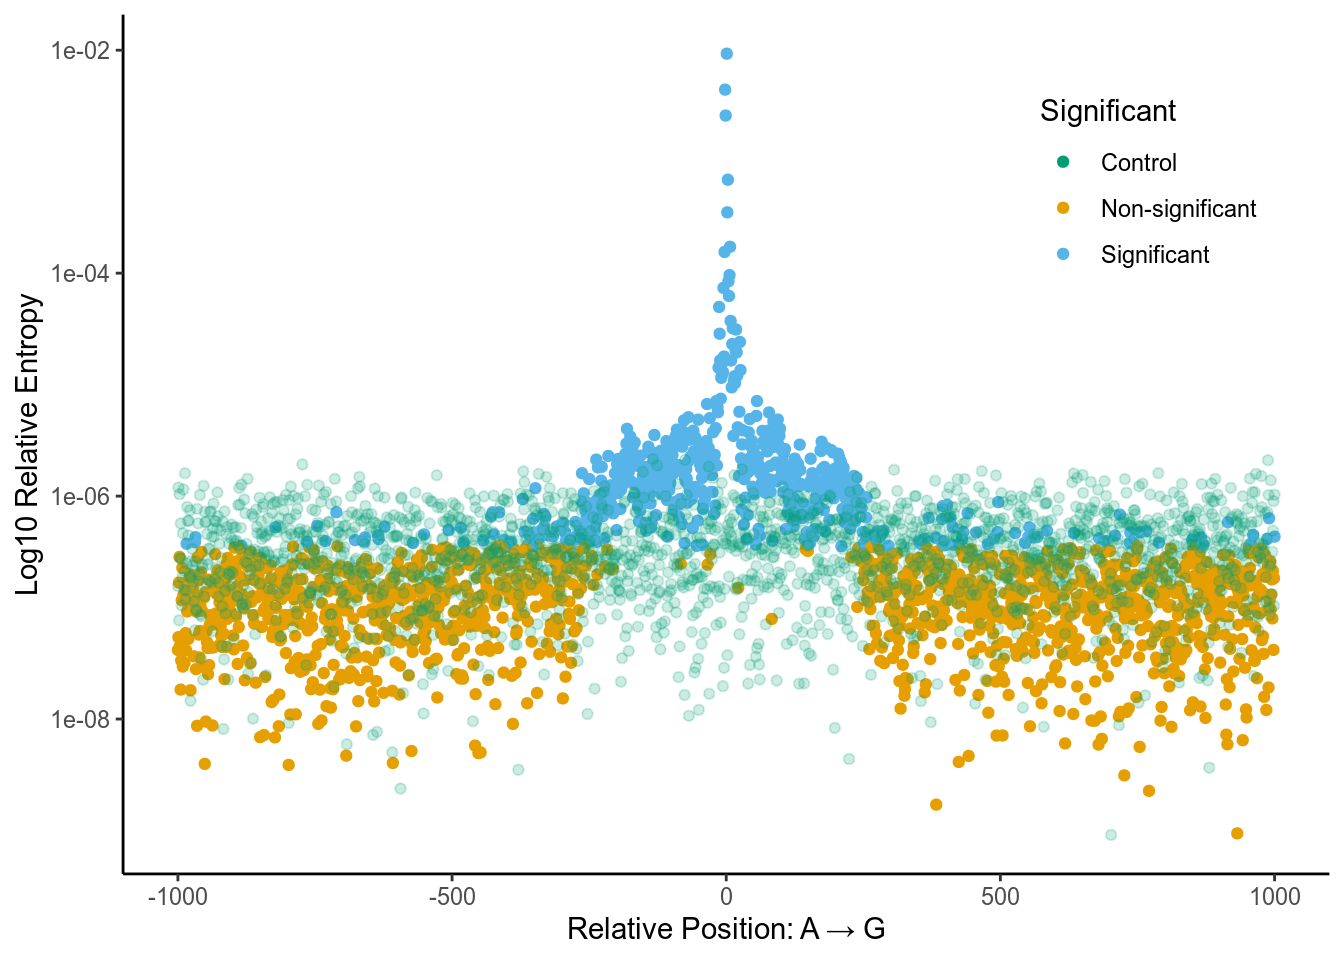 Log10 Relative Entropy
1e-02
1e-04
1e-06
1e-08
Significant
Control
Non-significant
Significant
-1000
-500
0
500
1000
Relative Position: A → G